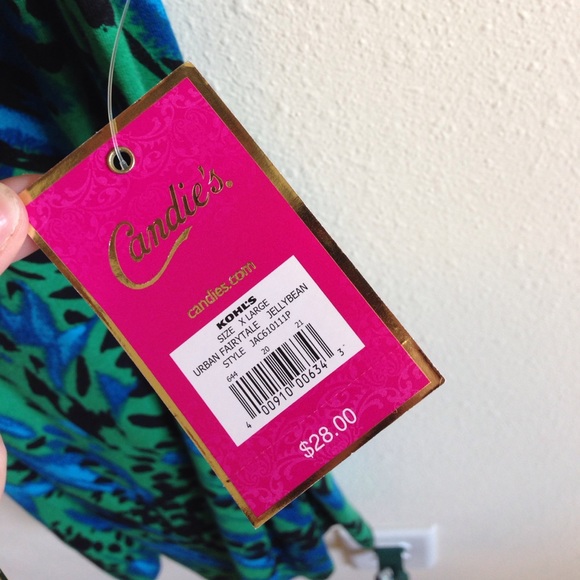 Candie's®
candies.com
KOHL'S
SIZE X LARGE
URBAN FAIRYTALE JELLYBEAN
STYLE JAC610111P
644 20 21
4 00910 00634 3
$28.00